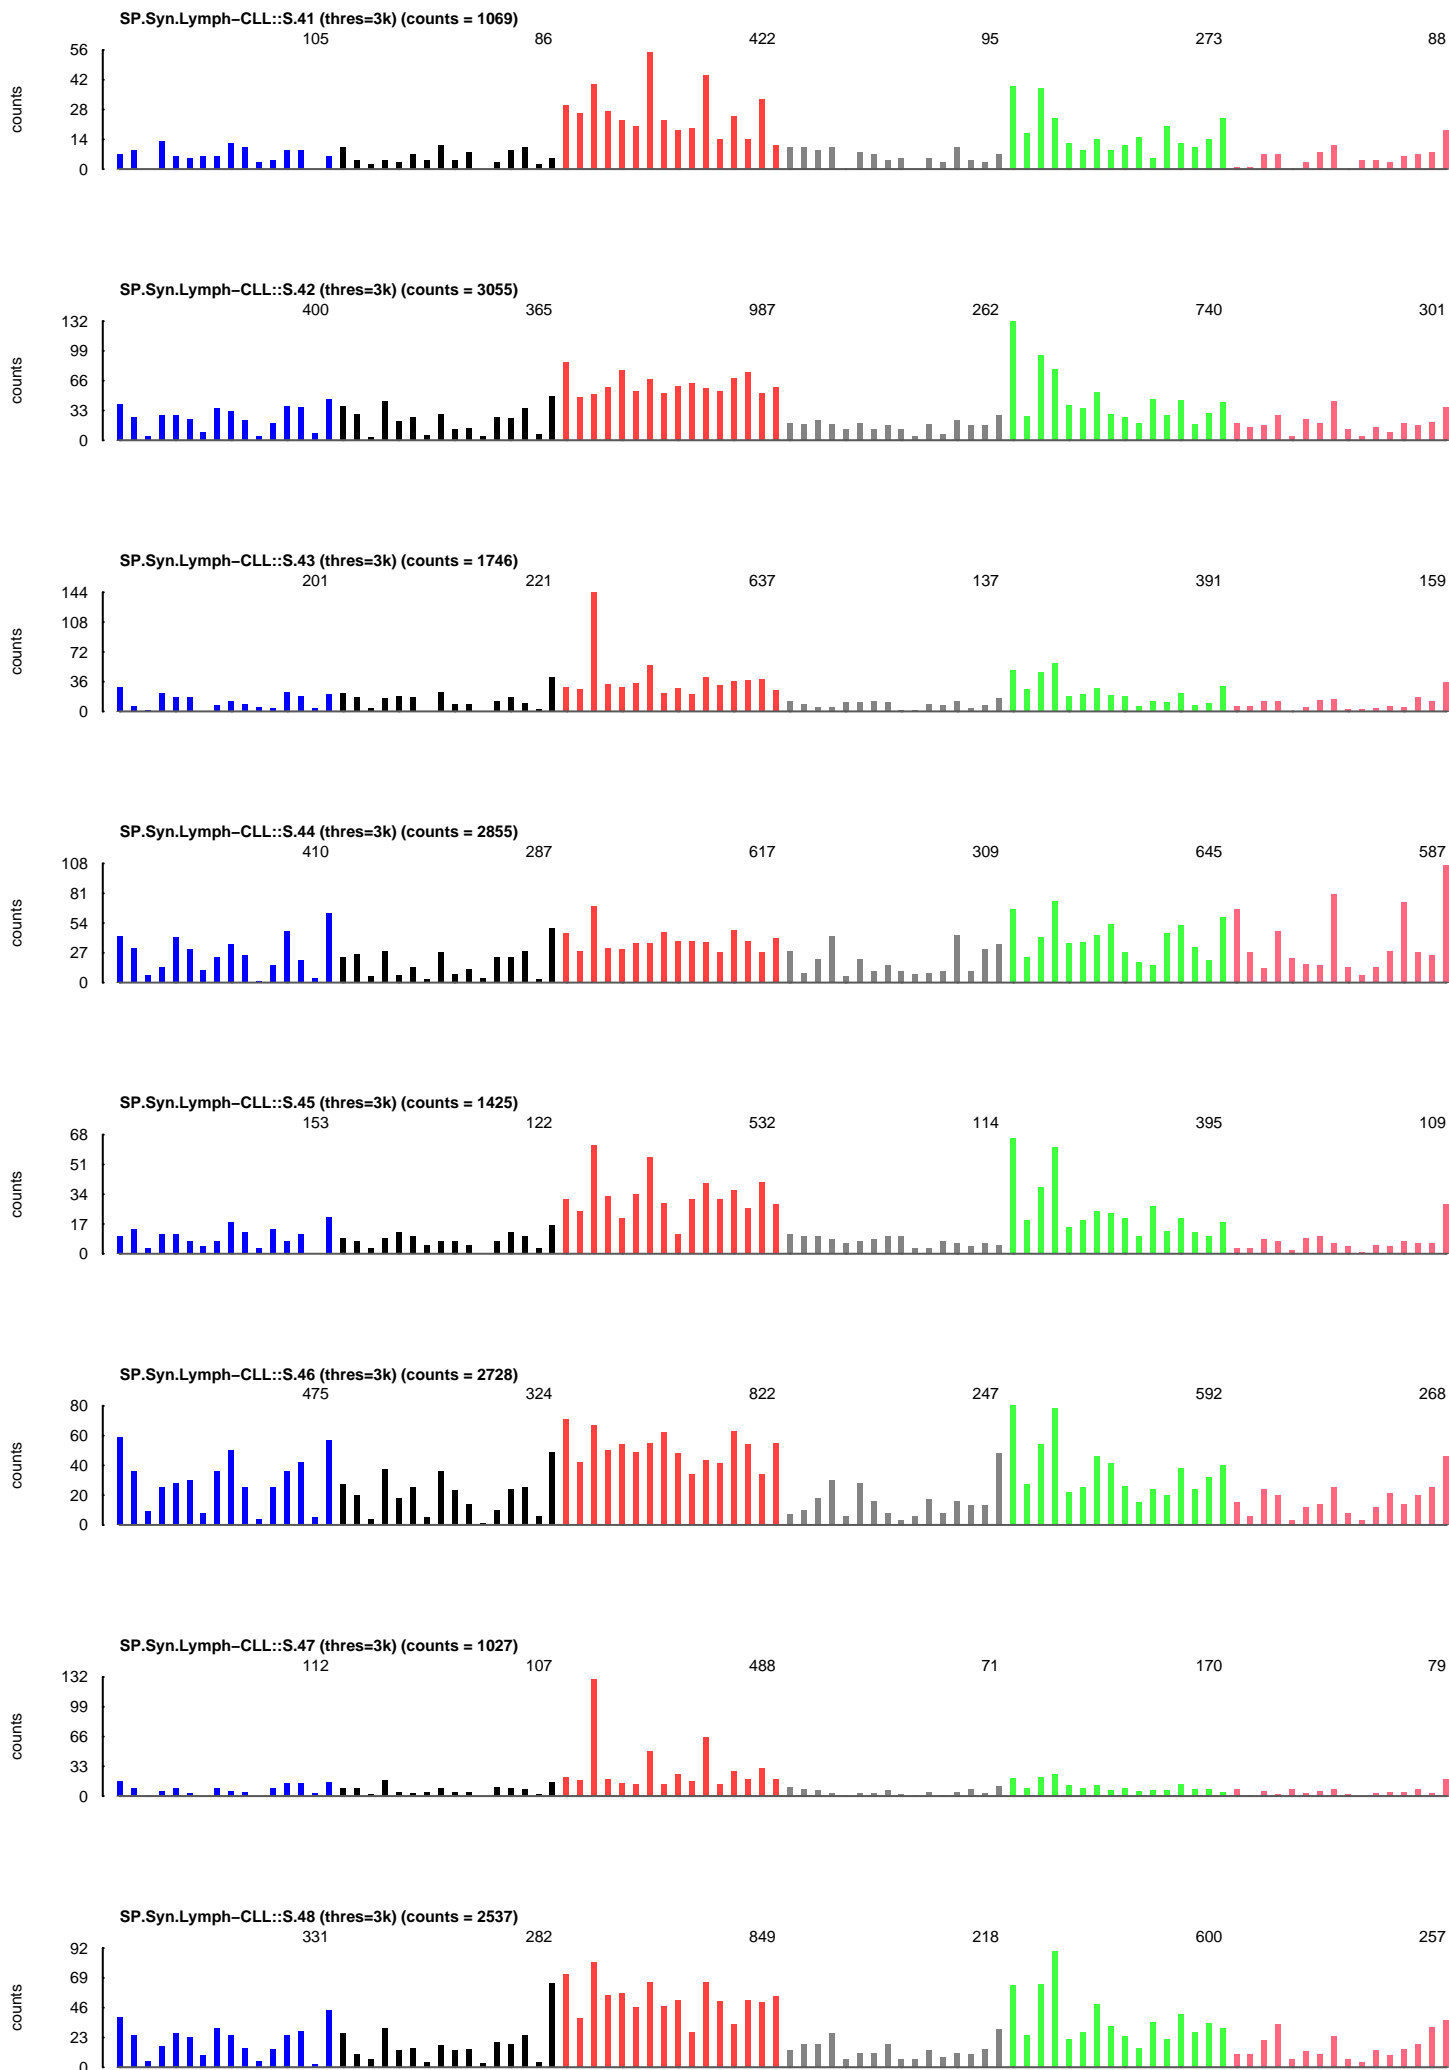 SP.Syn.Lymph−CLL::S.41 (thres=3k) (counts = 1069)
105 86 422 95 273 88
56
42
28
14
0
counts
SP.Syn.Lymph−CLL::S.42 (thres=3k) (counts = 3055)
400 365 987 262 740 301
132
99
66
33
0
counts
SP.Syn.Lymph−CLL::S.43 (thres=3k) (counts = 1746)
201 221 637 137 391 159
144
108
72
36
0
counts
SP.Syn.Lymph−CLL::S.44 (thres=3k) (counts = 2855)
410 287 617 309 645 587
108
81
54
27
0
counts
SP.Syn.Lymph−CLL::S.45 (thres=3k) (counts = 1425)
153 122 532 114 395 109
68
51
34
17
0
counts
SP.Syn.Lymph−CLL::S.46 (thres=3k) (counts = 2728)
475 324 822 247 592 268
80
60
40
20
0
counts
SP.Syn.Lymph−CLL::S.47 (thres=3k) (counts = 1027)
112 107 488 71 170 79
132
99
66
33
0
counts
SP.Syn.Lymph−CLL::S.48 (thres=3k) (counts = 2537)
331 282 849 218 600 257
92
69
46
23
0
counts